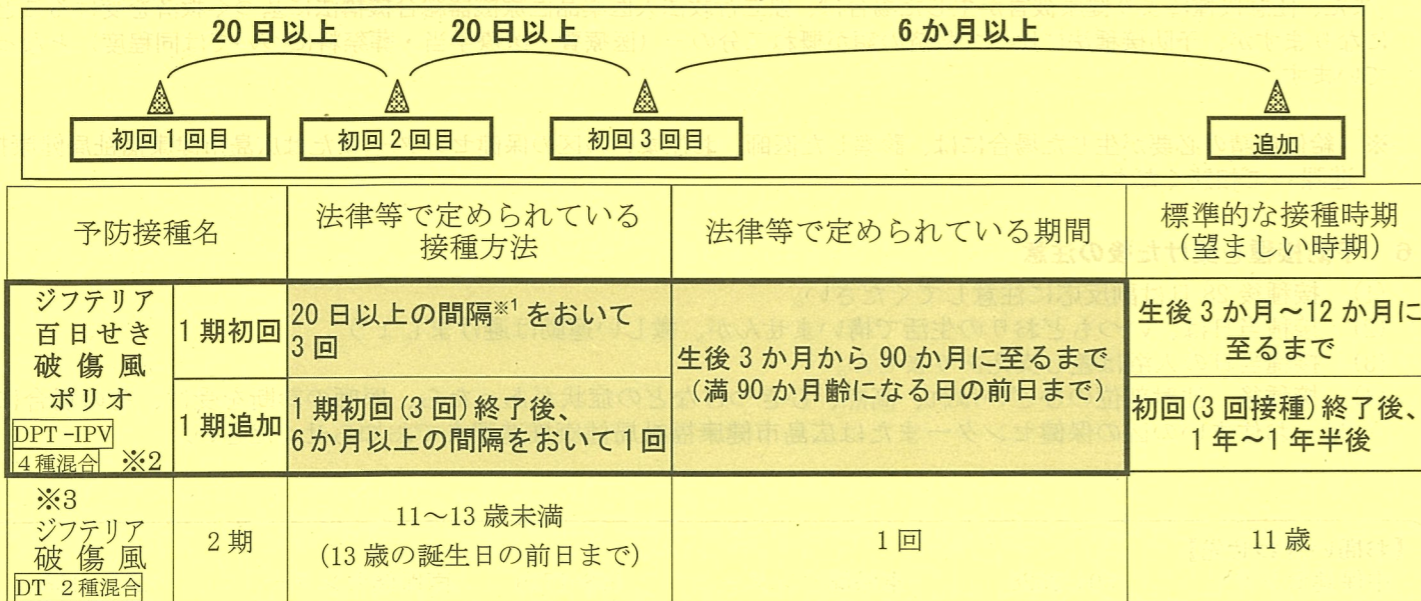 20日以上 20日以上 6か月以上
初回1回目 初回2回目 初回3回目 追加
予防接種名
法律等で定められている
接種方法
法律等で定められている期間
標準的な接種時期
(望ましい時期)
ジフテリア
百日せき
破傷風
ポリオ
DPT-IPV
4種混合 ※2
1期初回
20日以上の間隔※1をおいて
3回
生後3か月から90か月に至るまで
(満90か月齢になる日の前日まで)
生後3か月～12か月に
至るまで
1期追加
1期初回(3回)終了後、
6か月以上の間隔をおいて1回
初回(3回接種)終了後、
1年～1年半後
※3
ジフテリア
破傷風
DT 2種混合
2期
11～13歳未満
(13歳の誕生日の前日まで)
1回
11歳